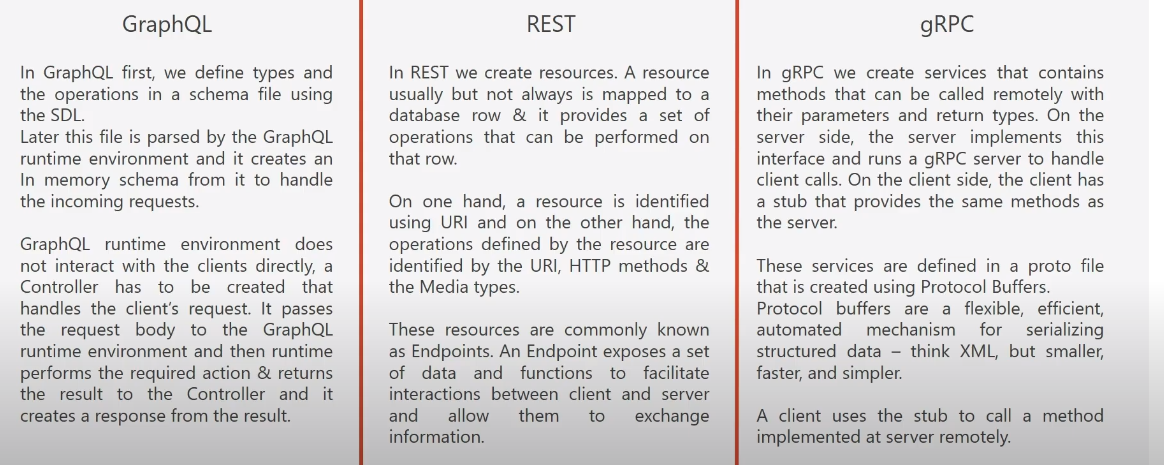 GraphQL
In GraphQL first, we define types and
the operations in a schema file using
the SDL.
Later this file is parsed by the GraphQL
runtime environment and it creates an
In memory schema from it to handle
the incoming requests.
GraphQL runtime environment does
not interact with the clients directly, a
Controller has to be created that
handles the client's request. It passes
the request body to the GraphQL
runtime environment and then runtime
performs the required action & returns
the result to the Controller and it
creates a response from the result.
REST
In REST we create resources. A resource
usually but not always is mapped to a
database row & it provides a set of
operations that can be performed on
that row.
On one hand, a resource is identified
using URI and on the other hand, the
operations defined by the resource are
identified by the URI, HTTP methods &
the Media types.
These resources are commonly known
as Endpoints. An Endpoint exposes a set
of data and functions to facilitate
interactions between client and server
and allow them to exchange
information.
gRPC
In gRPC we create services that contains
methods that can be called remotely with
their parameters and return types. On the
server side, the server implements this
interface and runs a gRPC server to handle
client calls. On the client side, the client has
a stub that provides the same methods as
the server.
These services are defined in a proto file
that is created using Protocol Buffers.
Protocol buffers are a flexible, efficient,
automated mechanism for serializing
structured data – think XML, but smaller,
faster, and simpler.
A client uses the stub to call a method
implemented at server remotely.